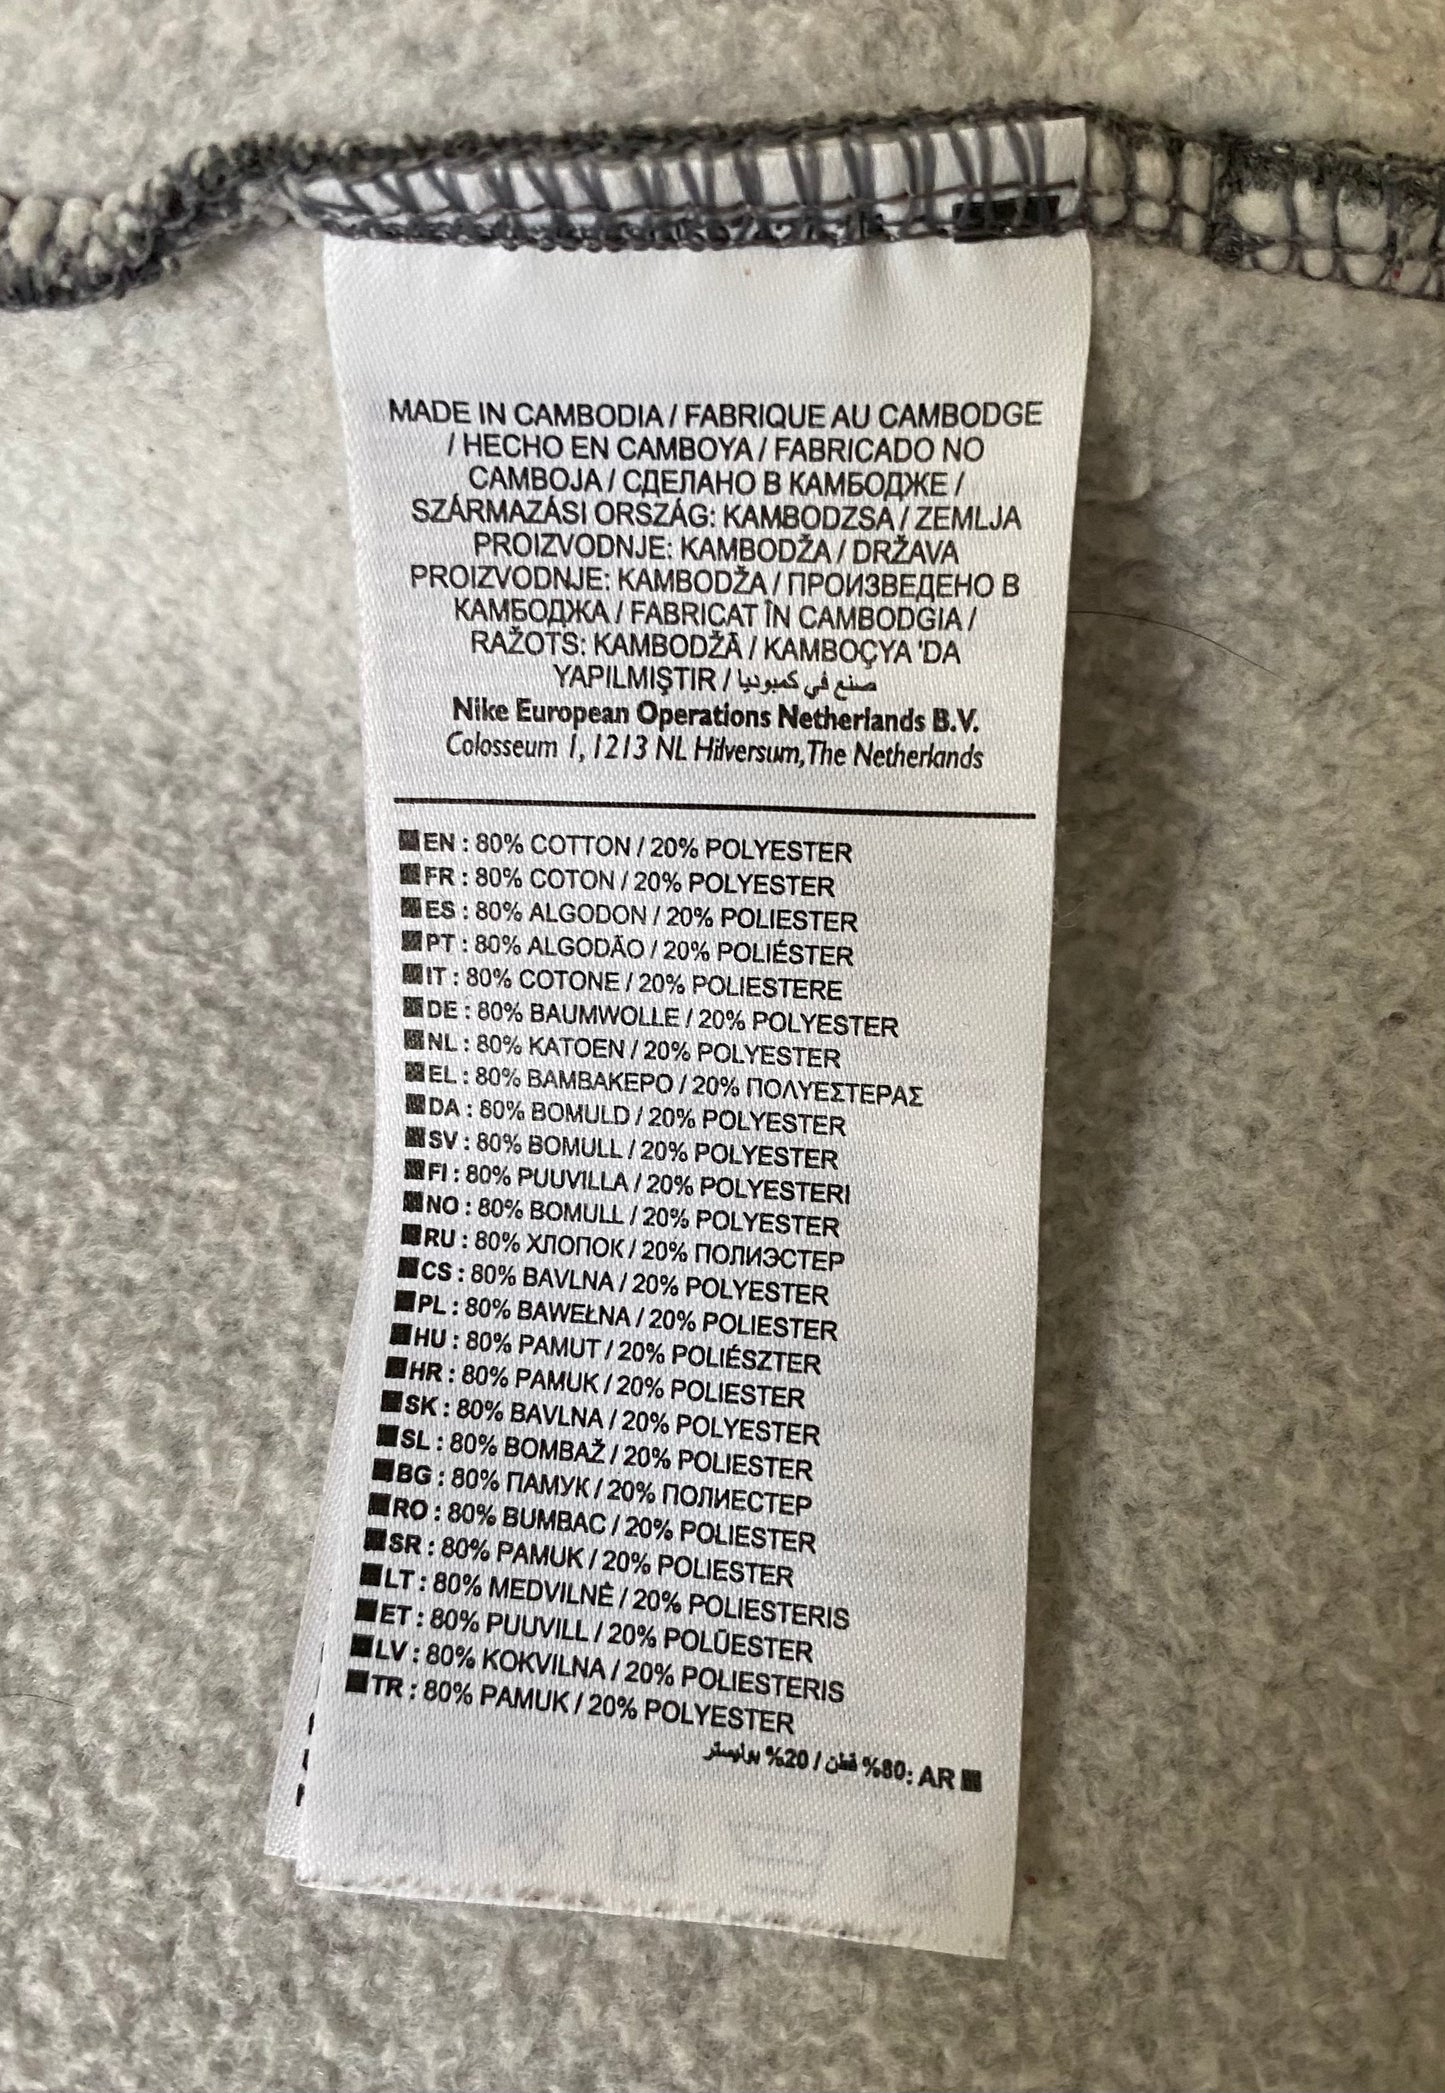 MADE IN CAMBODIA / FABRIQUE AU CAMBODGE
/ HECHO EN CAMBOYA / FABRICADO NO
CAMBOJA / СДЕЛАНО В КАМБОДЖЕ /
SZÁRMAZÁSI ORSZÁG: KAMBODZSA / ZEMLJA
PROIZVODNJE: KAMBODŽA / DRŽAVA
PROIZVODNJE: KAMBODŽA / ПРОИЗВЕДЕНО В
КАМБОДЖА / FABRICAT ÎN CAMBODGIA /
RAŽOTS: KAMBODŽĀ / KAMBOÇYA 'DA
YAPILMIŞTIR / صنع في كمبوديا
Nike European Operations Netherlands B.V.
Colosseum 1, 1213 NL Hilversum, The Netherlands
EN : 80% COTTON / 20% POLYESTER
FR : 80% COTON / 20% POLYESTER
ES : 80% ALGODON / 20% POLIESTER
PT : 80% ALGODÃO / 20% POLIÉSTER
IT : 80% COTONE / 20% POLIESTERE
DE : 80% BAUMWOLLE / 20% POLYESTER
NL : 80% KATOEN / 20% POLYESTER
EL : 80% ΒΑΜΒΑΚΕΡΟ / 20% ΠΟΛΥΕΣΤΕΡΑΣ
DA : 80% BOMULD / 20% POLYESTER
SV : 80% BOMULL / 20% POLYESTER
FI : 80% PUUVILLA / 20% POLYESTERI
NO : 80% BOMULL / 20% POLYESTER
RU : 80% ХЛОПОК / 20% ПОЛИЭСТЕР
CS : 80% BAVLNA / 20% POLYESTER
PL : 80% BAWEŁNA / 20% POLIESTER
HU : 80% PAMUT / 20% POLIÉSZTER
HR : 80% PAMUK / 20% POLIESTER
SK : 80% BAVLNA / 20% POLYESTER
SL : 80% BOMBAŽ / 20% POLIESTER
BG : 80% ПАМУК / 20% ПОЛИЕСТЕР
RO : 80% BUMBAC / 20% POLIESTER
SR : 80% PAMUK / 20% POLIESTER
LT : 80% MEDVILNĖ / 20% POLIESTERIS
ET : 80% PUUVILL / 20% POLÜESTER
LV : 80% KOKVILNA / 20% POLIESTERIS
TR : 80% PAMUK / 20% POLYESTER
AR :80% قطن / 20% بوليستر